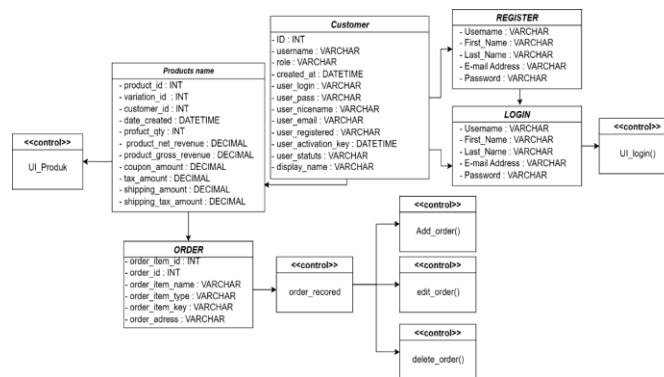 Customer
- ID : INT
- username : VARCHAR
- role : VARCHAR
- created_at : DATETIME
- user_login : VARCHAR
- user_pass : VARCHAR
- user_nicename : VARCHAR
- user_email : VARCHAR
- user_registered : VARCHAR
- user_activation_key : DATETIME
- user_statuts : VARCHAR
- display_name : VARCHAR
REGISTER
- Username : VARCHAR
- First_Name : VARCHAR
- Last_Name : VARCHAR
- E-mail Address : VARCHAR
- Password : VARCHAR
Products name
- product_id : INT
- variation_id : INT
- customer_id : INT
- date_created : DATETIME
- profuct_qty : INT
- product_net_revenue : DECIMAL
- product_gross_revenue : DECIMAL
- coupon_amount : DECIMAL
- tax_amount : DECIMAL
- shipping_amount : DECIMAL
- shipping_tax_amount : DECIMAL
LOGIN
- Username : VARCHAR
- First_Name : VARCHAR
- Last_Name : VARCHAR
- E-mail Address : VARCHAR
- Password : VARCHAR
<<control>>
UI_Produk
<<control>>
UI_login()
ORDER
- order_item_id : INT
- order_id : INT
- order_item_name : VARCHAR
- order_item_type : VARCHAR
- order_item_key : VARCHAR
- order_adress : VARCHAR
<<control>>
order_recored
<<control>>
Add_order()
<<control>>
edit_order()
<<control>>
delete_order()